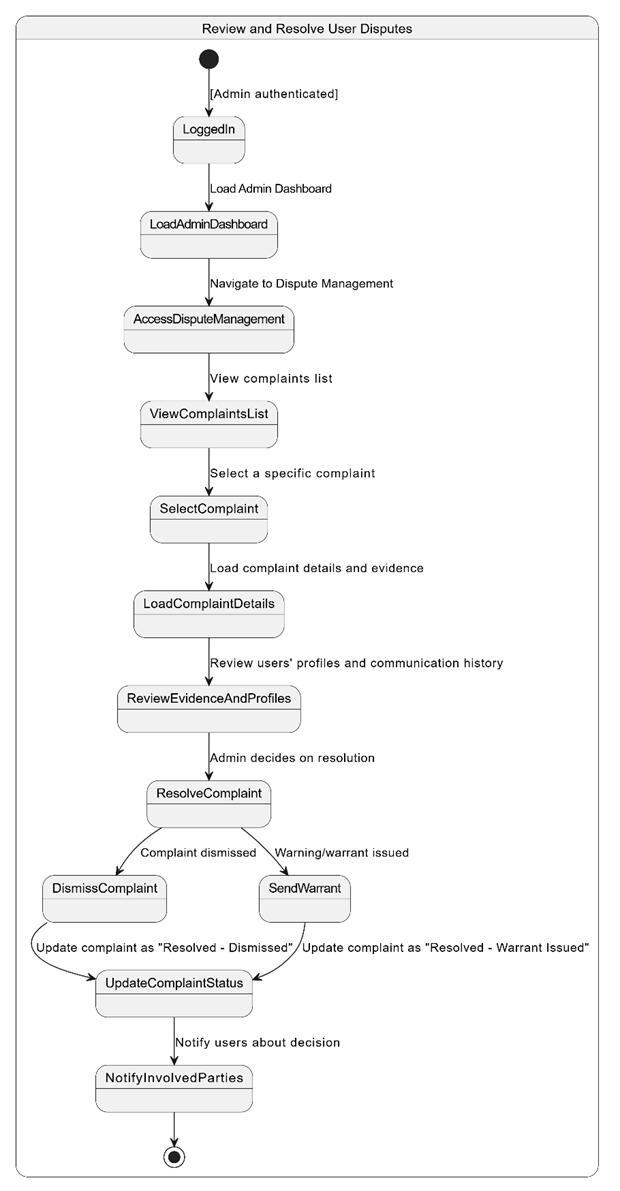 Review and Resolve User Disputes
[Admin authenticated]
LoggedIn
Load Admin Dashboard
LoadAdminDashboard
Navigate to Dispute Management
AccessDisputeManagement
View complaints list
ViewComplaintsList
Select a specific complaint
SelectComplaint
Load complaint details and evidence
LoadComplaintDetails
Review users' profiles and communication history
ReviewEvidenceAndProfiles
Admin decides on resolution
ResolveComplaint
Complaint dismissed
Warning/warrant issued
DismissComplaint
SendWarrant
Update complaint as "Resolved - Dismissed"
Update complaint as "Resolved - Warrant Issued"
UpdateComplaintStatus
Notify users about decision
NotifyInvolvedParties